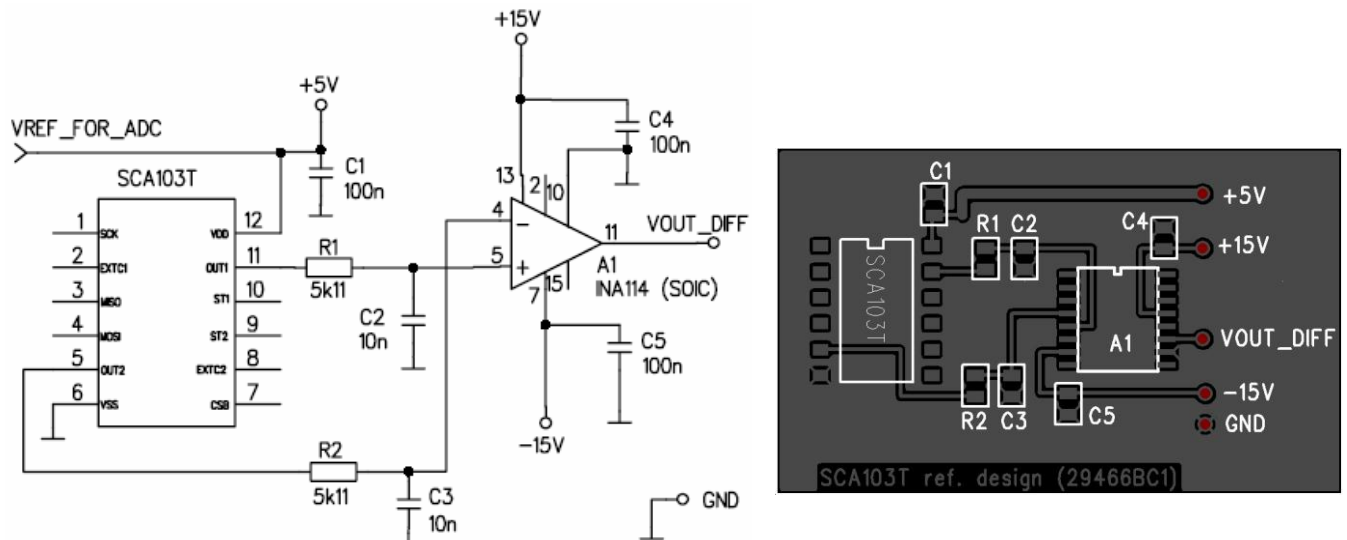 +15V
+5V
VREF_FOR_ADC
C4
100n
C1
100n
SCA103T
13
2
10
4
5
11
VOUT_DIFF
A1
INA114 (SOIC)
7
15
1
SCK
VDD
12
2
EXTC1
OUT1
11
R1
5k11
3
MISO
ST1
10
4
MOSI
ST2
9
C2
10n
C5
100n
5
OUT2
EXTC2
8
6
VSS
CSB
7
-15V
R2
5k11
C3
10n
GND
C1
+5V
R1
C2
C4
+15V
SCA103T
A1
VOUT_DIFF
-15V
R2
C3
C5
GND
SCA103T ref. design (29466BC1)